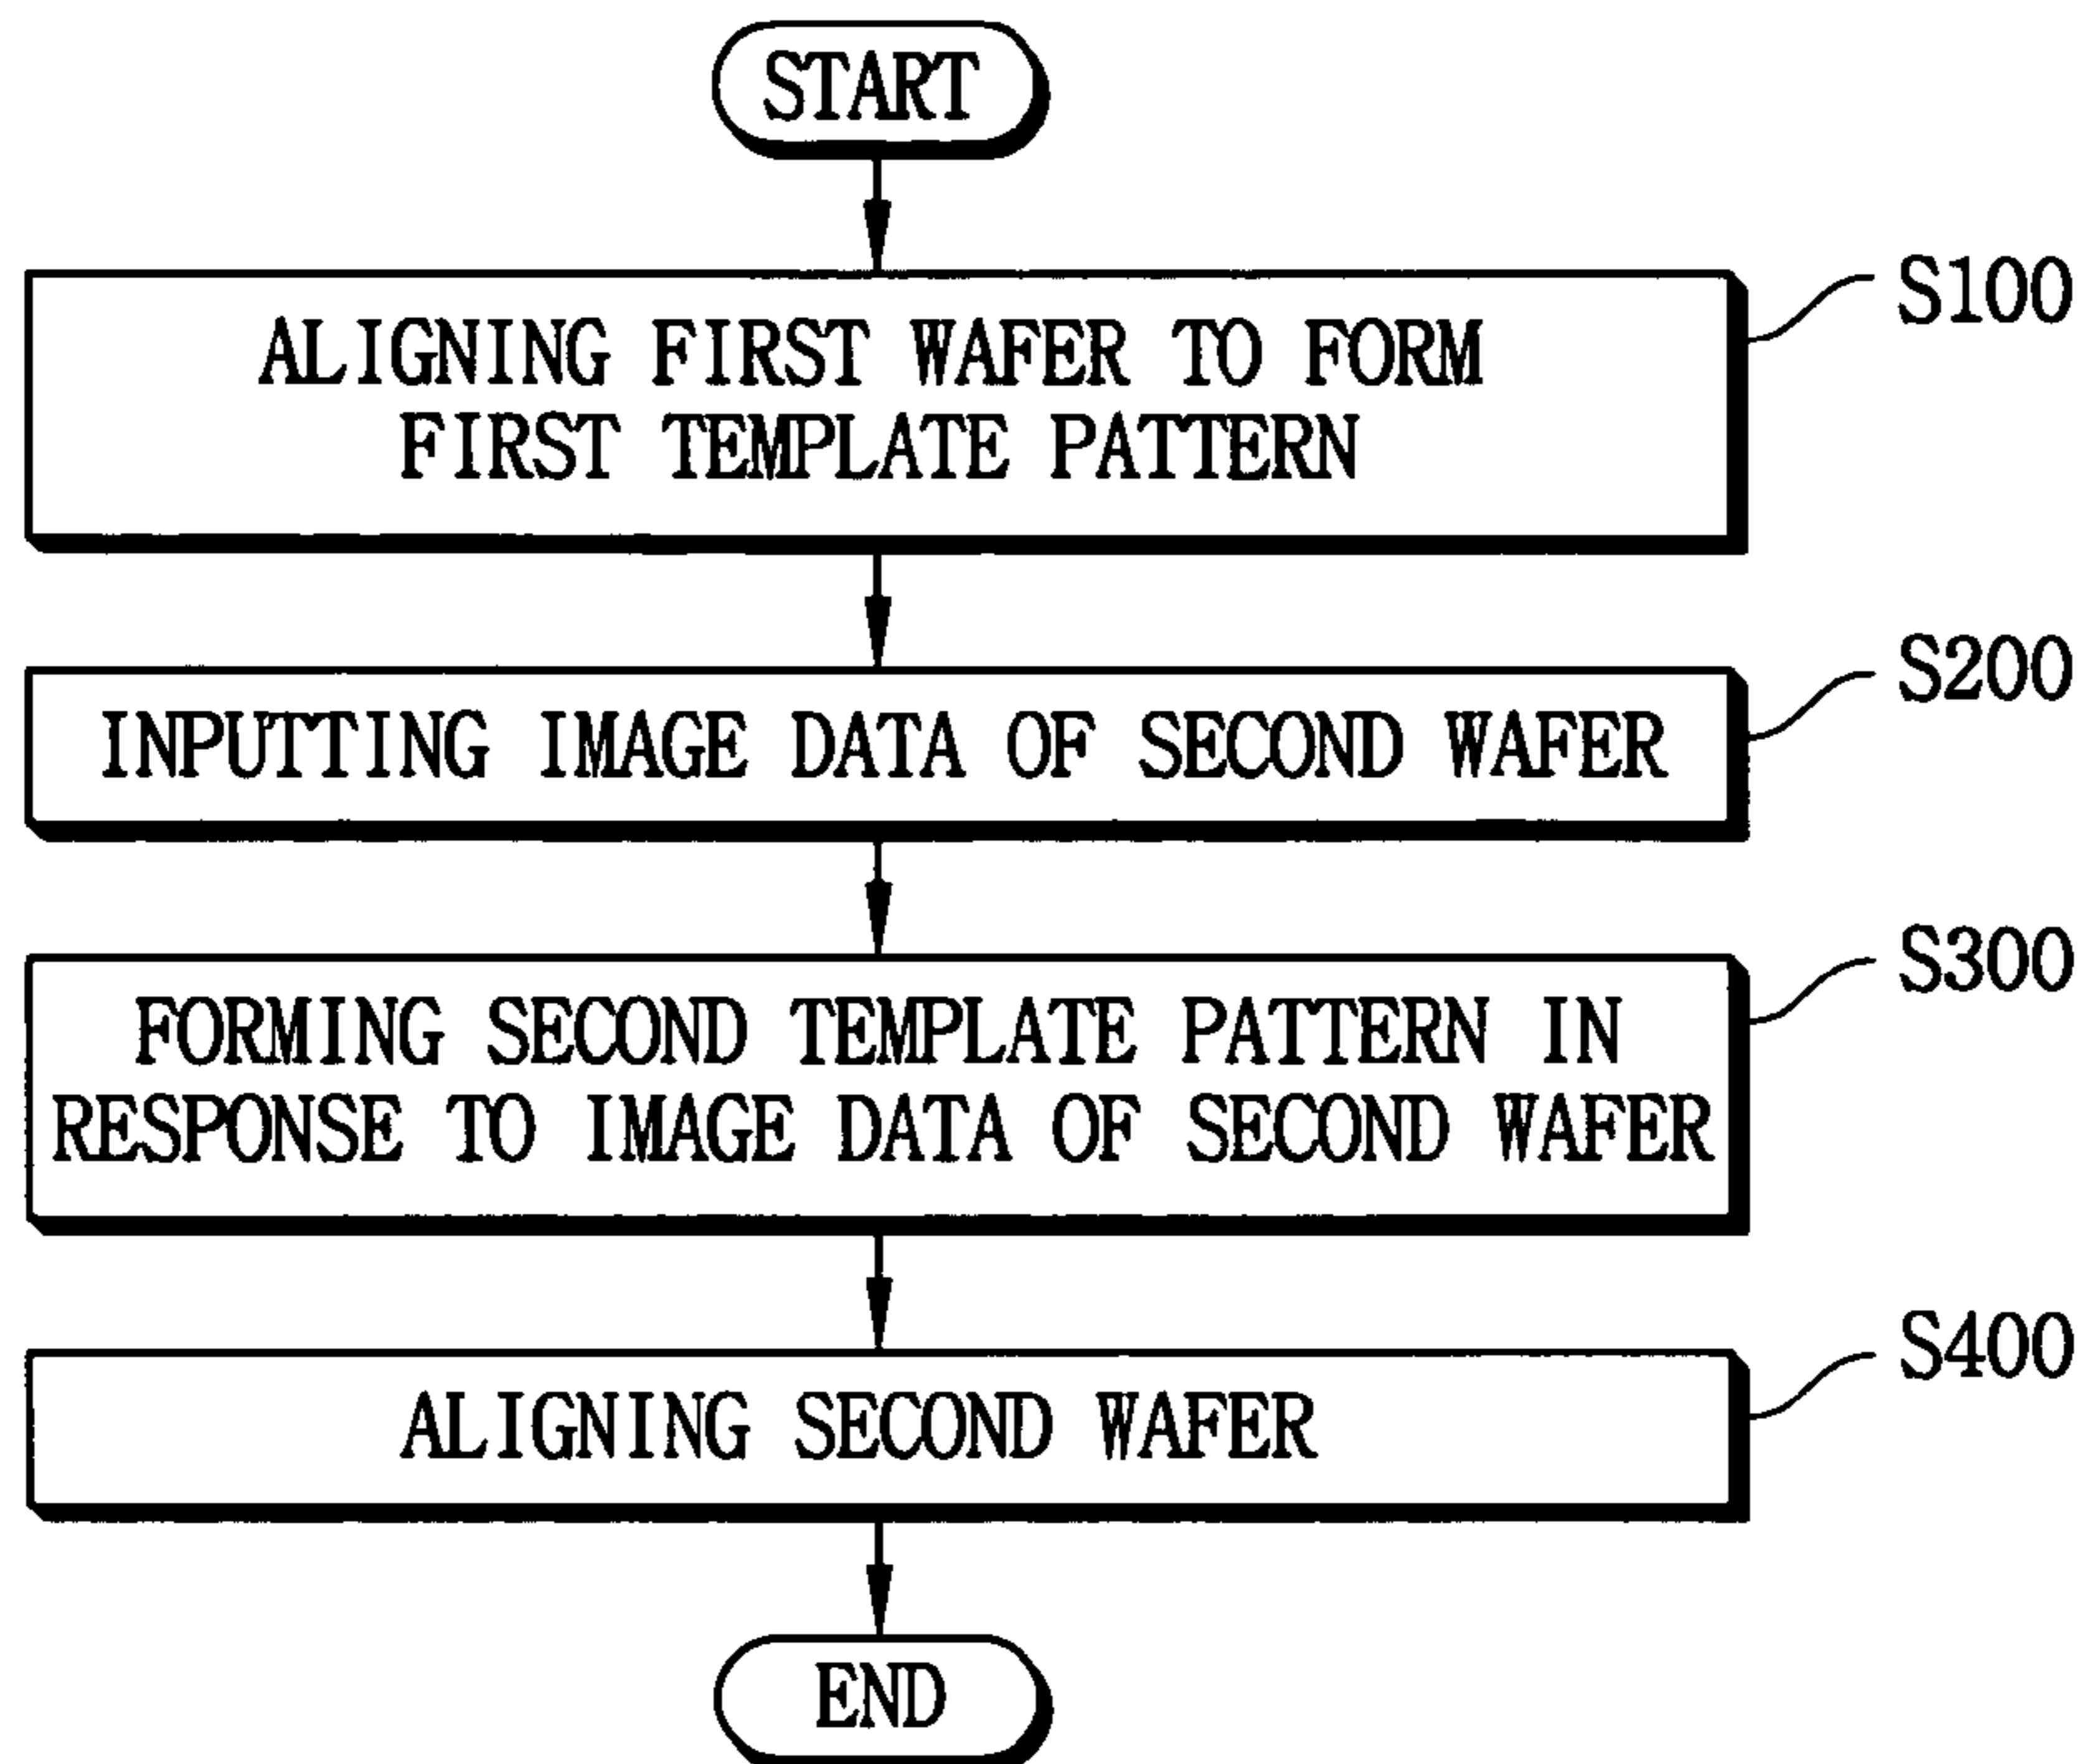 START
S100
ALIGNING FIRST WAFER TO FORM
FIRST TEMPLATE PATTERN
S200
INPUTTING IMAGE DATA OF SECOND WAFER
S300
FORMING SECOND TEMPLATE PATTERN IN
RESPONSE TO IMAGE DATA OF SECOND WAFER
S400
ALIGNING SECOND WAFER
END